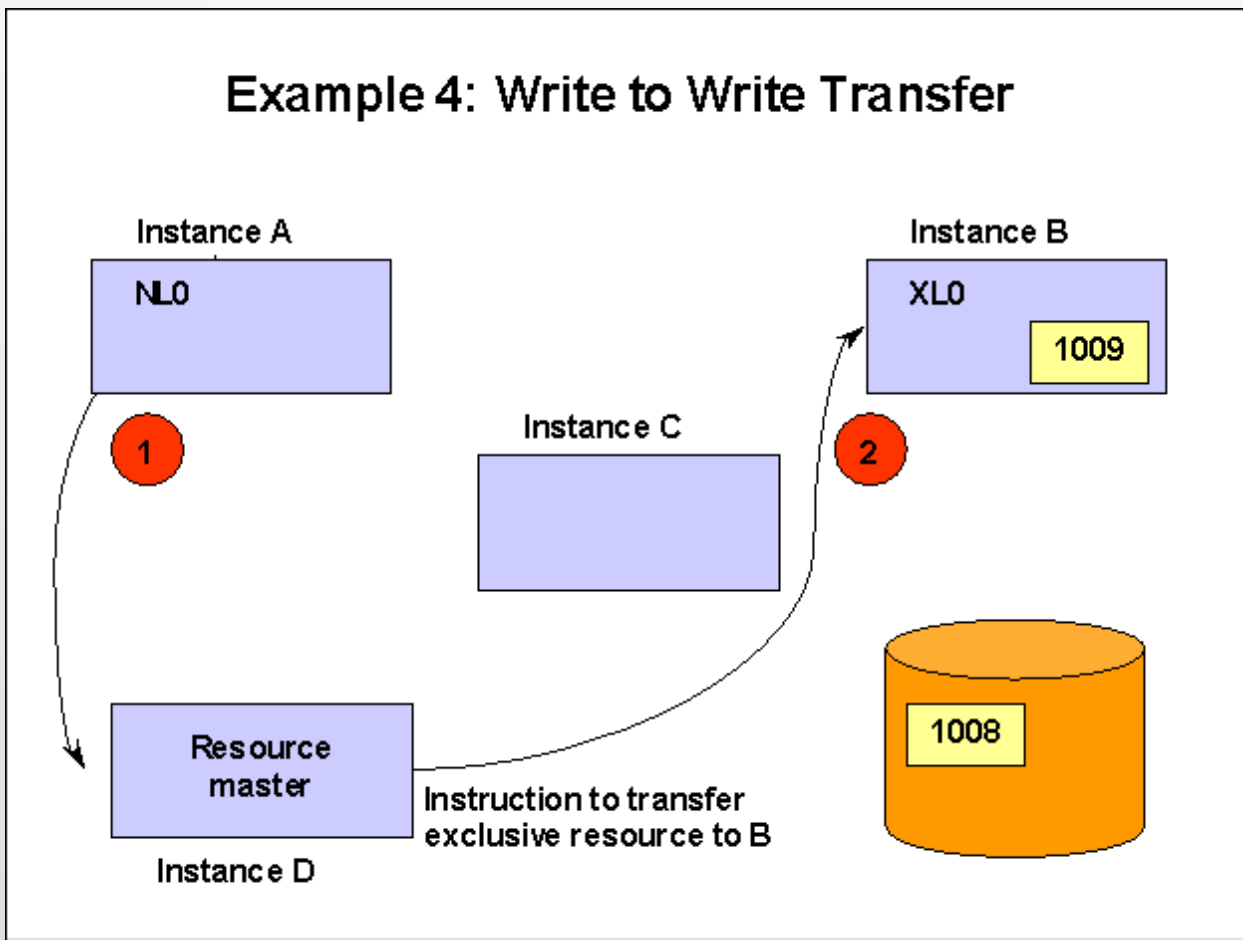 Example 4: Write to Write Transfer
Instance A
Instance B
NL0
XL0
1009
1
Instance C
2
1008
Resource
master
Instruction to transfer
exclusive resource to B
Instance D